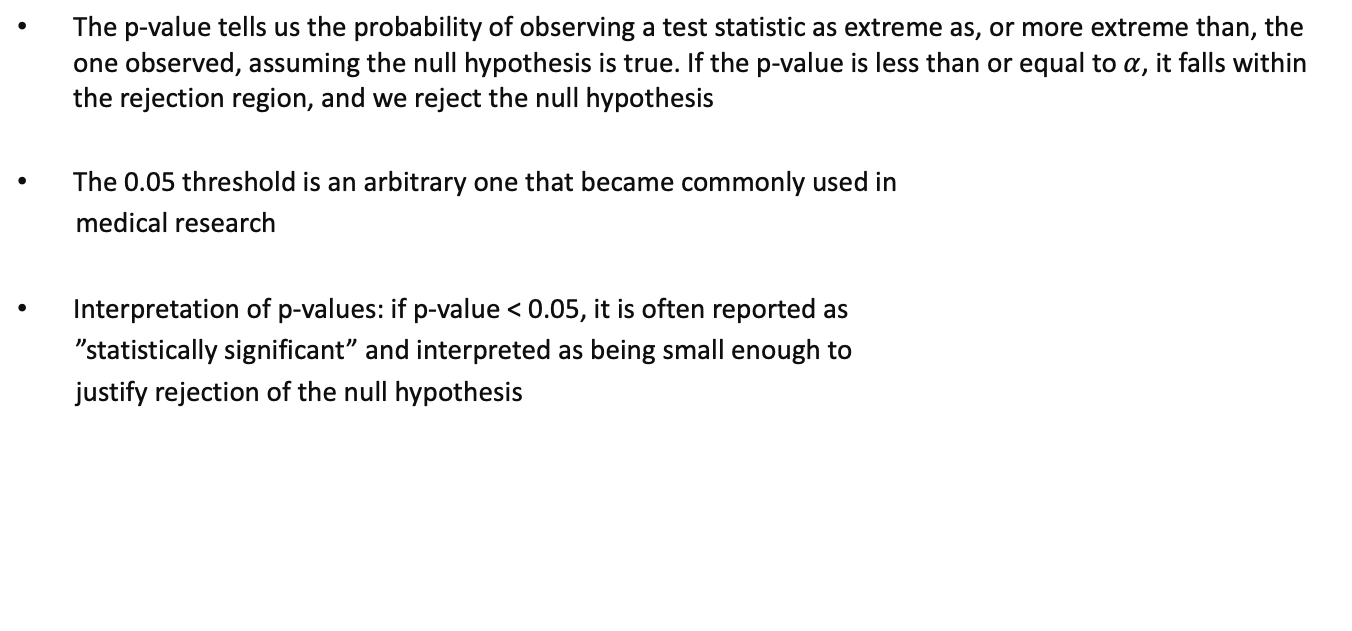 • The p-value tells us the probability of observing a test statistic as extreme as, or more extreme than, the
one observed, assuming the null hypothesis is true. If the p-value is less than or equal to α, it falls within
the rejection region, and we reject the null hypothesis
• The 0.05 threshold is an arbitrary one that became commonly used in
medical research
• Interpretation of p-values: if p-value < 0.05, it is often reported as
”statistically significant” and interpreted as being small enough to
justify rejection of the null hypothesis